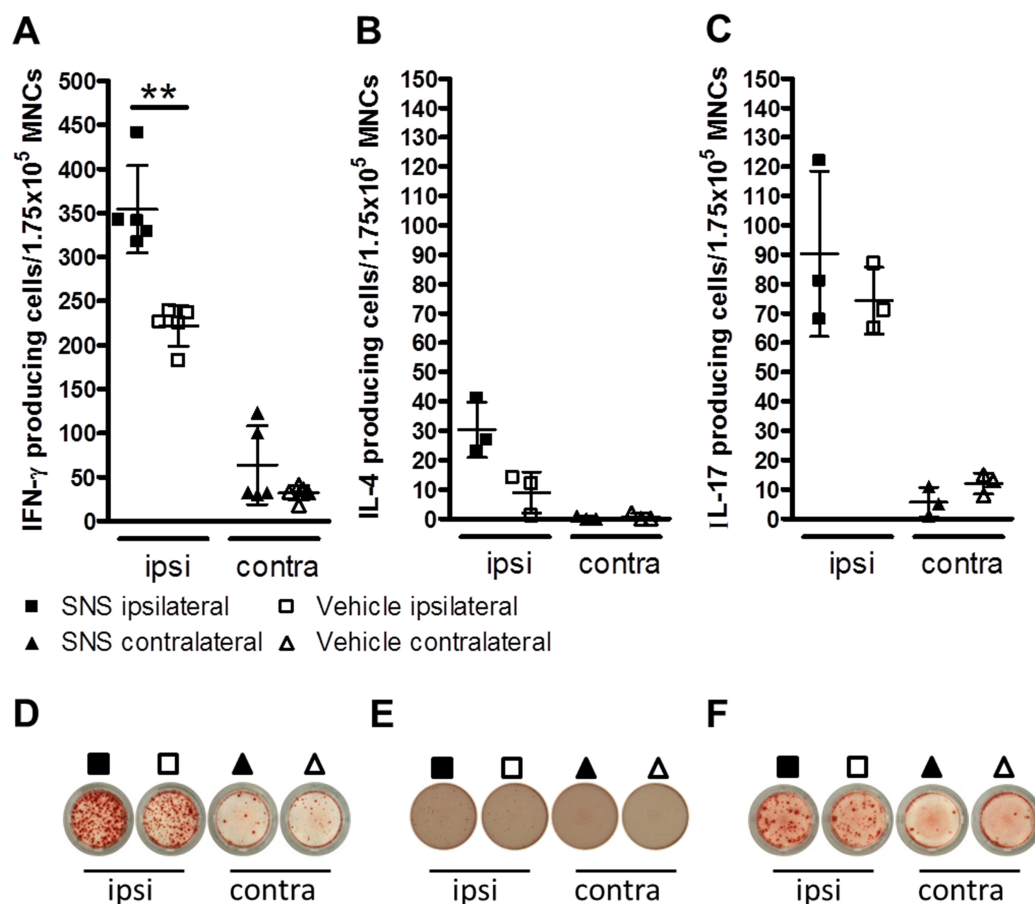 A
B
C
IFN-γ producing cells/1.75x10⁵ MNCs
500
450
400
350
300
250
200
150
100
50
0
**
ipsi
contra
IL-4 producing cells/1.75x10⁵ MNCs
150
140
130
120
110
100
90
80
70
60
50
40
30
20
10
0
ipsi
contra
IL-17 producing cells/1.75x10⁵ MNCs
150
140
130
120
110
100
90
80
70
60
50
40
30
20
10
0
ipsi
contra
■ SNS ipsilateral □ Vehicle ipsilateral
▲ SNS contralateral △ Vehicle contralateral
D
E
F
ipsi
contra
ipsi
contra
ipsi
contra